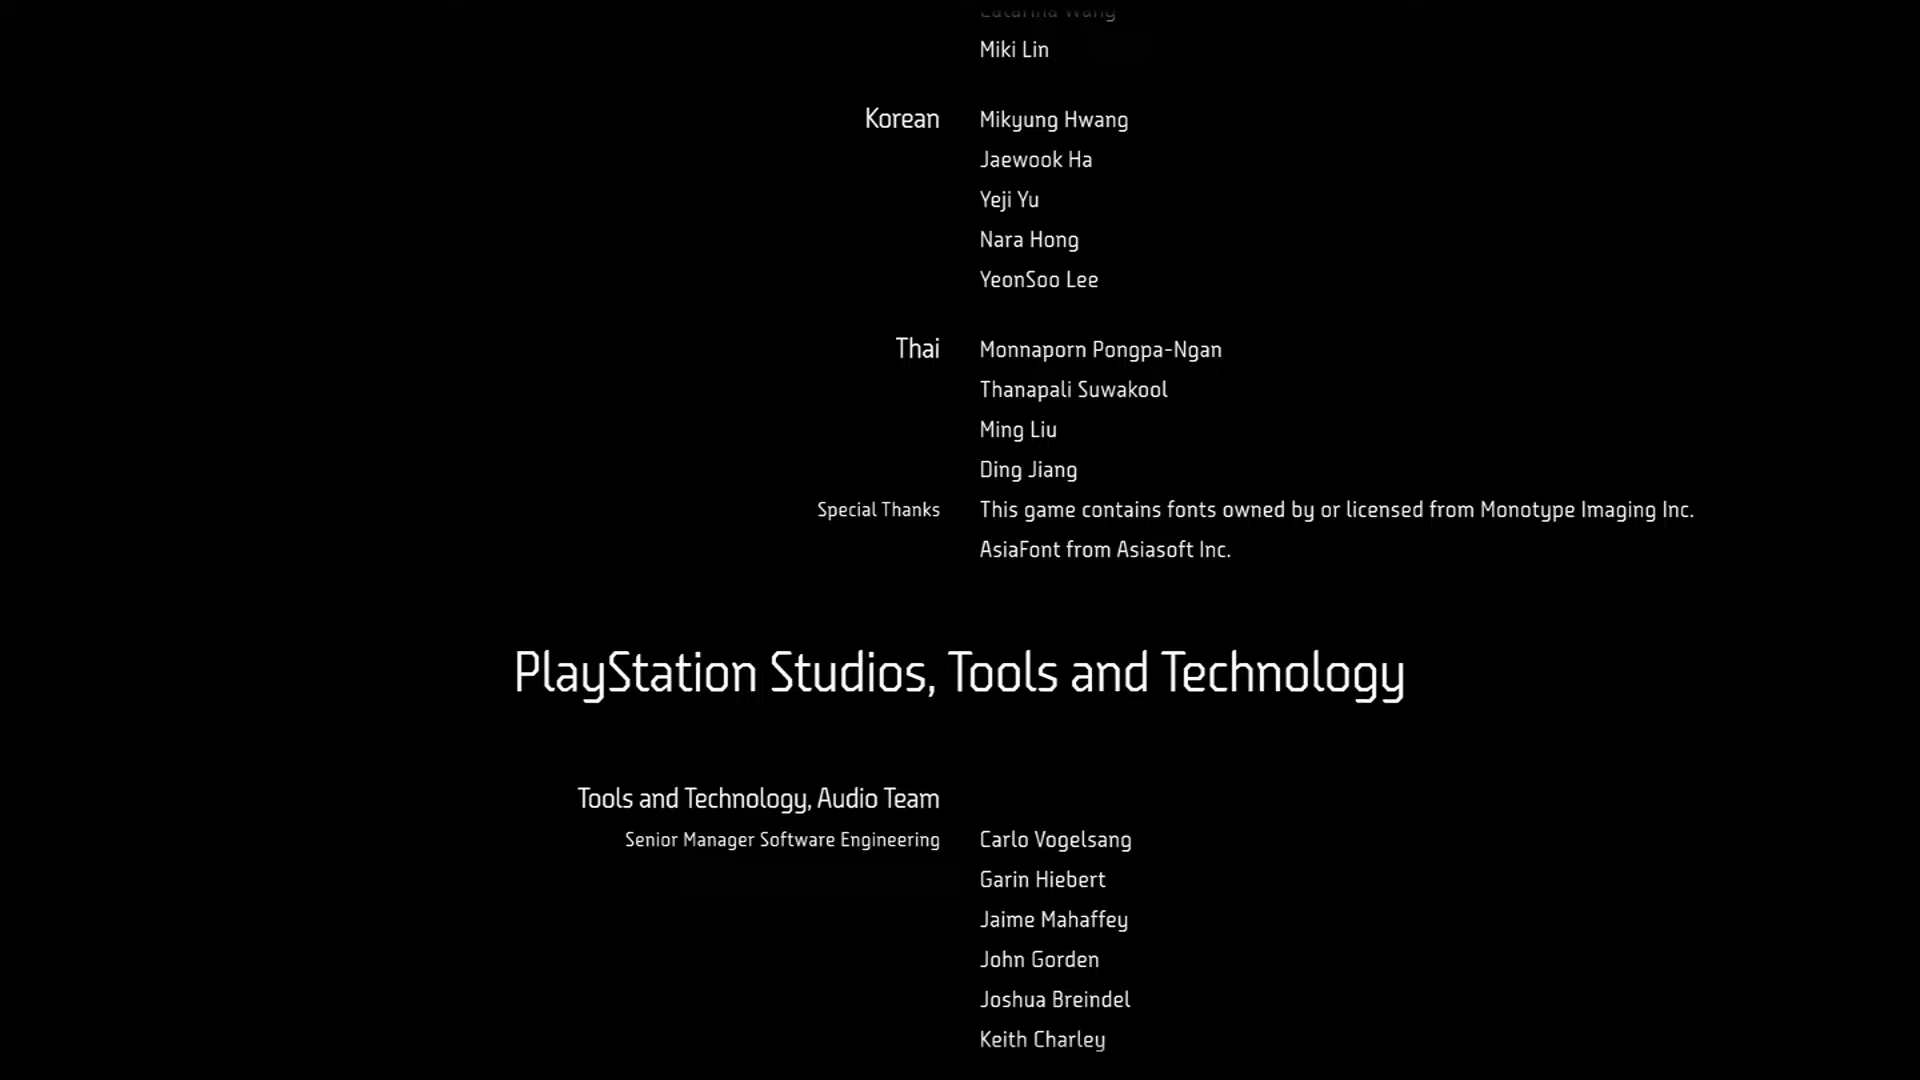 Catarina Wang
Miki Lin
Korean Mikyung Hwang
Jaewook Ha
Yeji Yu
Nara Hong
YeonSoo Lee
Thai Monnaporn Pongpa-Ngan
Thanapali Suwakool
Ming Liu
Ding Jiang
Special Thanks This game contains fonts owned by or licensed from Monotype Imaging Inc.
AsiaFont from Asiasoft Inc.
PlayStation Studios, Tools and Technology
Tools and Technology, Audio Team
Senior Manager Software Engineering Carlo Vogelsang
Garin Hiebert
Jaime Mahaffey
John Gorden
Joshua Breindel
Keith Charley